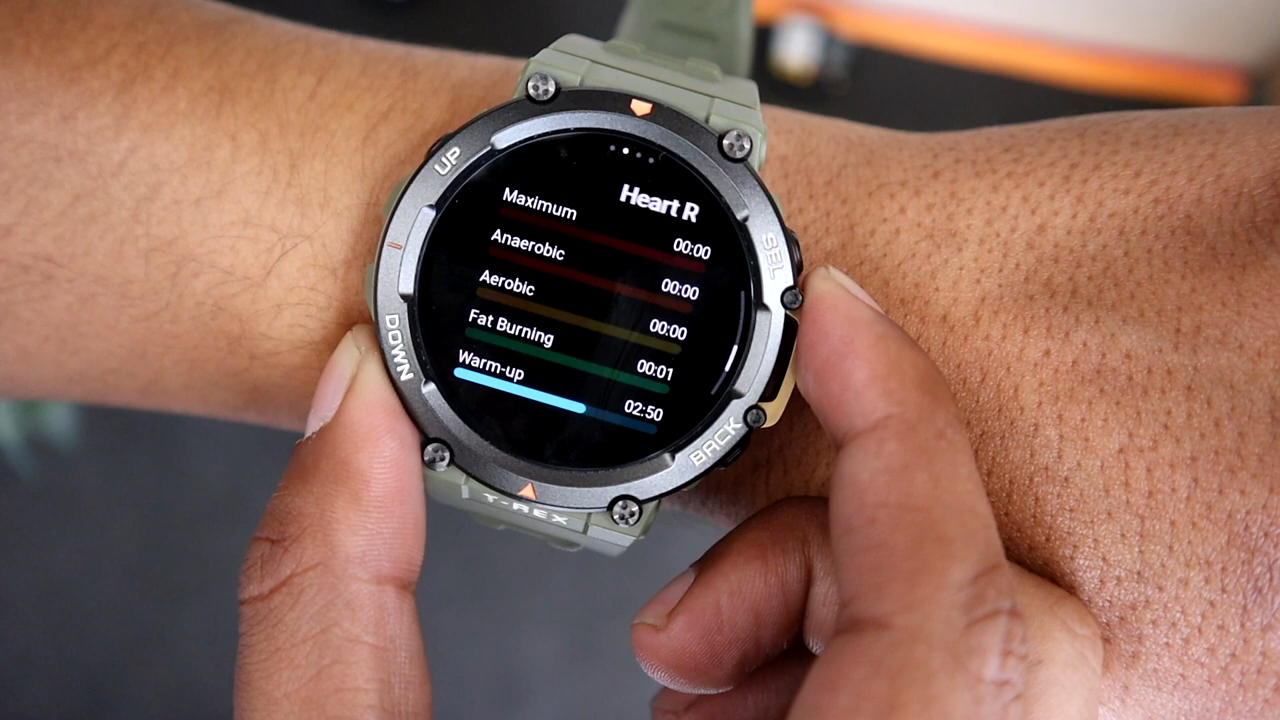 UP
Heart R
Maximum
00:00
Anaerobic
00:00
Aerobic
00:00
Fat Burning
00:01
Warm-up
02:50
SEL
DOWN
BACK
T-REX